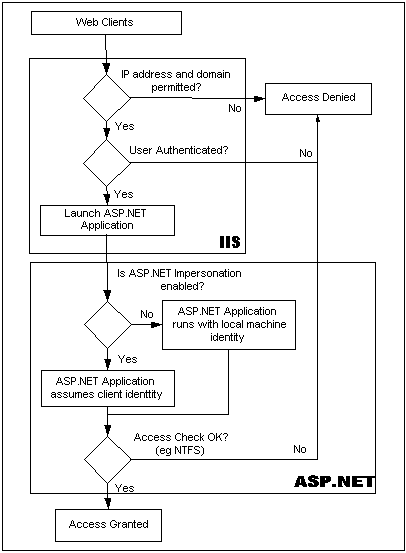 Web Clients
IP address and domain
permitted?
Access Denied
No
Yes
User Authenticated?
No
Yes
Launch ASP.NET
Application
IIS
Is ASP.NET Impersonation
enabled?
No
ASP.NET Application
runs with local machine
identity
Yes
ASP.NET Application
assumes client identtity
Access Check OK?
(eg NTFS)
No
ASP.NET
Yes
Access Granted